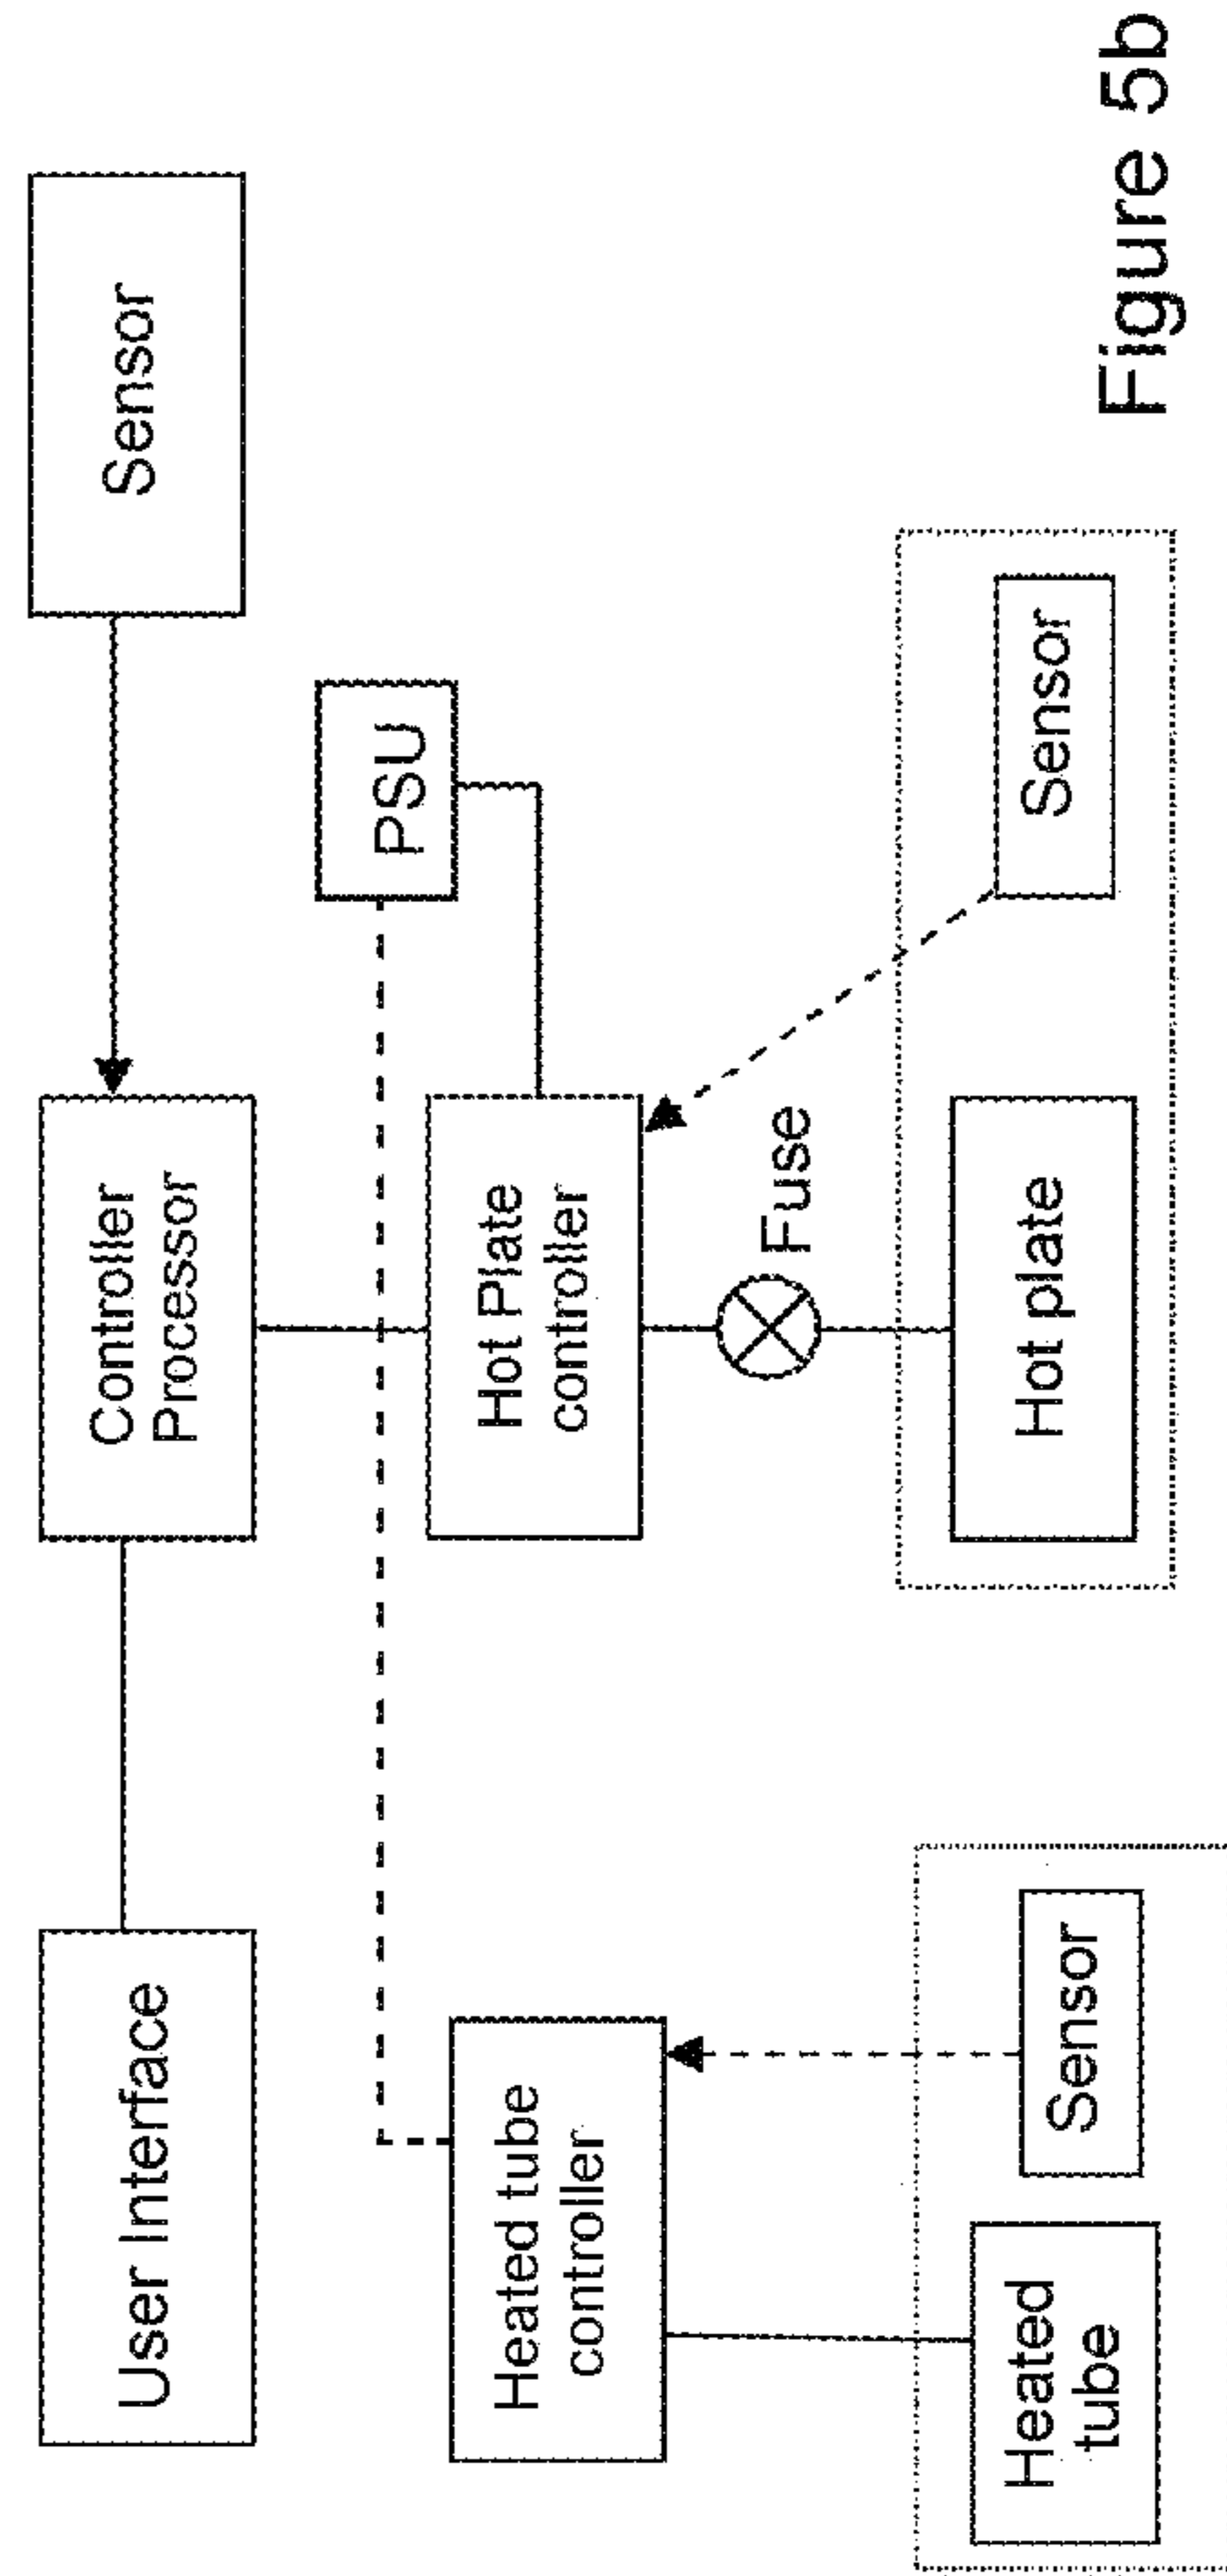 User Interface
Controller
Processor
Sensor
PSU
Heated tube
controller
Hot Plate
controller
Fuse
Heated
tube
Sensor
Hot plate
Sensor
Figure 5b